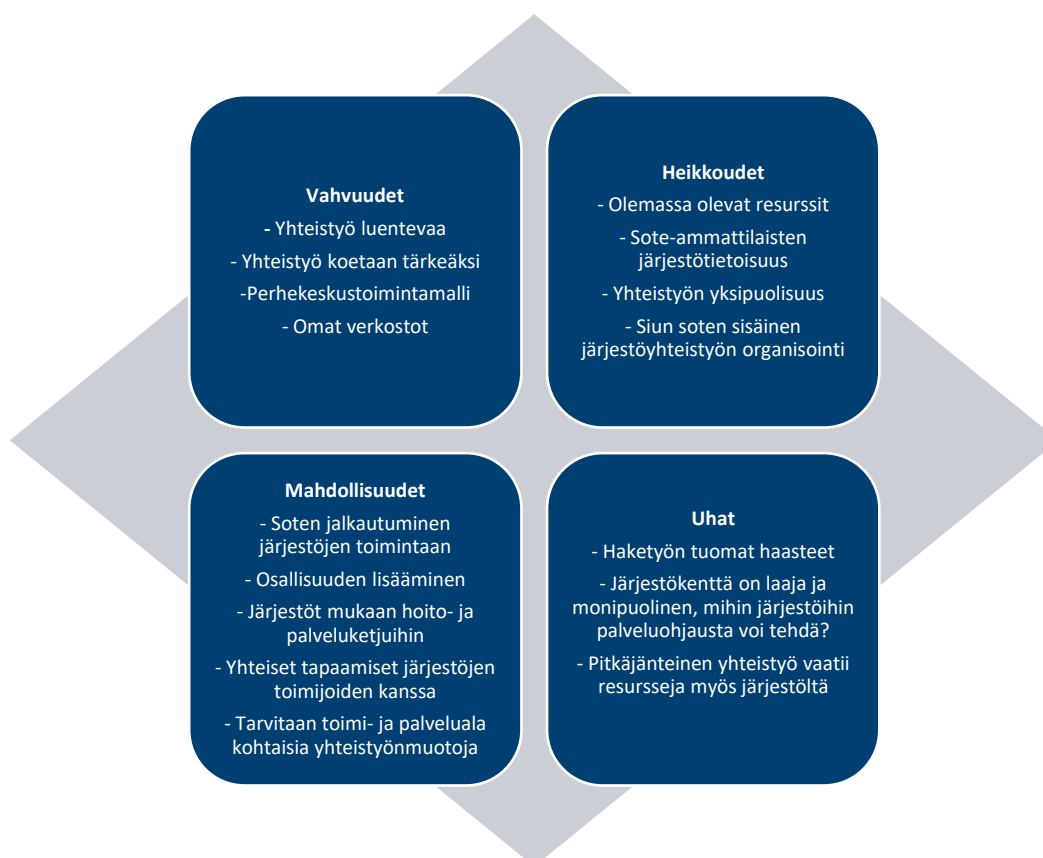 Vahvuudet
- Yhteistyö luentevaa
- Yhteistyö koetaan tärkeäksi
-Perhekeskustoimintamalli
- Omat verkostot
Heikkoudet
- Olemassa olevat resurssit
- Sote-ammattilaisten
järjestötietoisuus
- Yhteistyön yksipuolisuus
- Siun soten sisäinen
järjestöyhteistyön organisointi
Mahdollisuudet
- Soten jalkautuminen
järjestöjen toimintaan
- Osallisuuden lisääminen
- Järjestöt mukaan hoito- ja
palveluketjuihin
- Yhteiset tapaamiset järjestöjen
toimijoiden kanssa
- Tarvitaan toimi- ja palveluala
kohtaisia yhteistyönmuotoja
Uhat
- Haketyön tuomat haasteet
- Järjestökenttä on laaja ja
monipuolinen, mihin järjestöihin
palveluohjausta voi tehdä?
- Pitkäjänteinen yhteistyö vaatii
resursseja myös järjestöltä